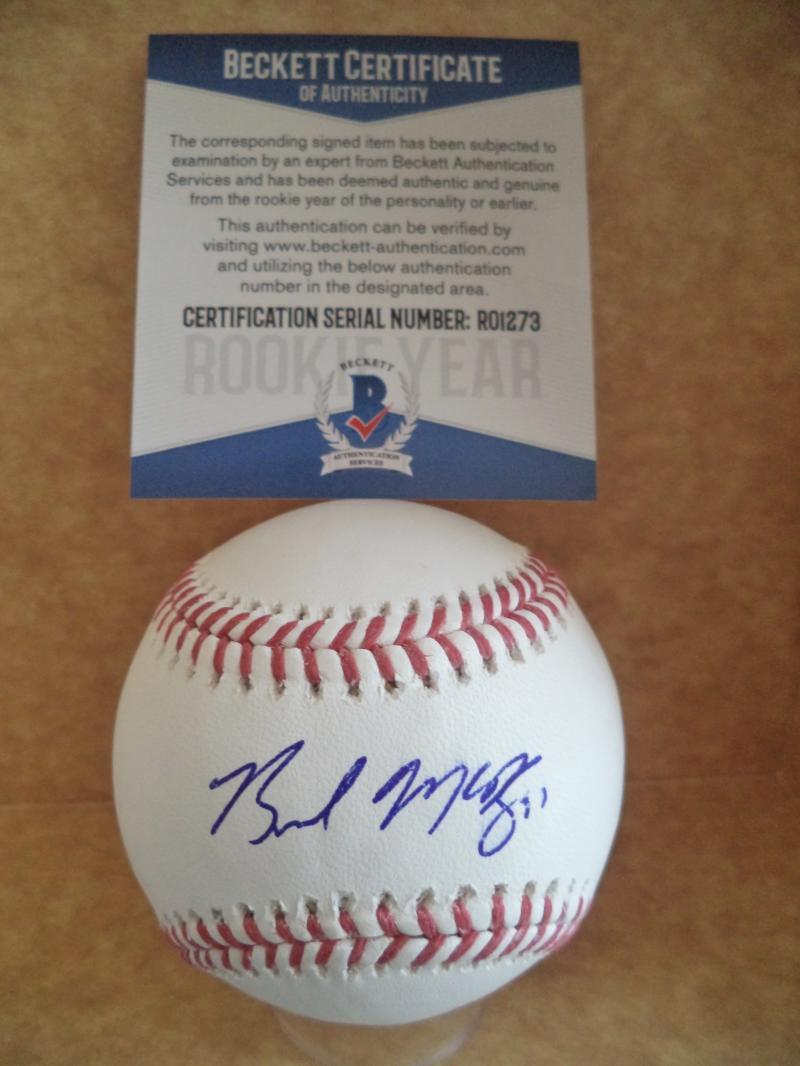 BECKETT CERTIFICATE
OF AUTHENTICITY
The corresponding signed item has been subjected to
examination by an expert from Beckett Authentication
Services and has been deemed authentic and genuine
from the rookie year of the personality or earlier.
This authentication can be verified by
visiting www.beckett-authentication.com
and utilizing the below authentication
number in the designated area.
CERTIFICATION SERIAL NUMBER: R01273
ROOKIE YEAR
BECKETT
B
AUTHENTICATION
SERVICES